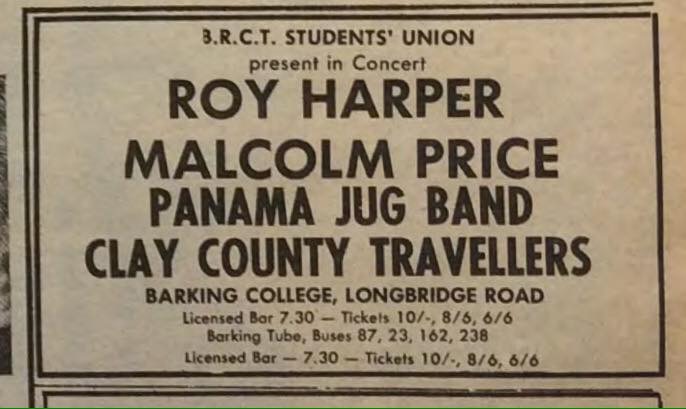 B.R.C.T. STUDENTS' UNION
present in Concert
ROY HARPER
MALCOLM PRICE
PANAMA JUG BAND
CLAY COUNTY TRAVELLERS
BARKING COLLEGE, LONGBRIDGE ROAD
Licensed Bar 7.30 — Tickets 10/-, 8/6, 6/6
Barking Tube, Buses 87, 23, 162, 238
Licensed Bar — 7.30 — Tickets 10/-, 8/6, 6/6